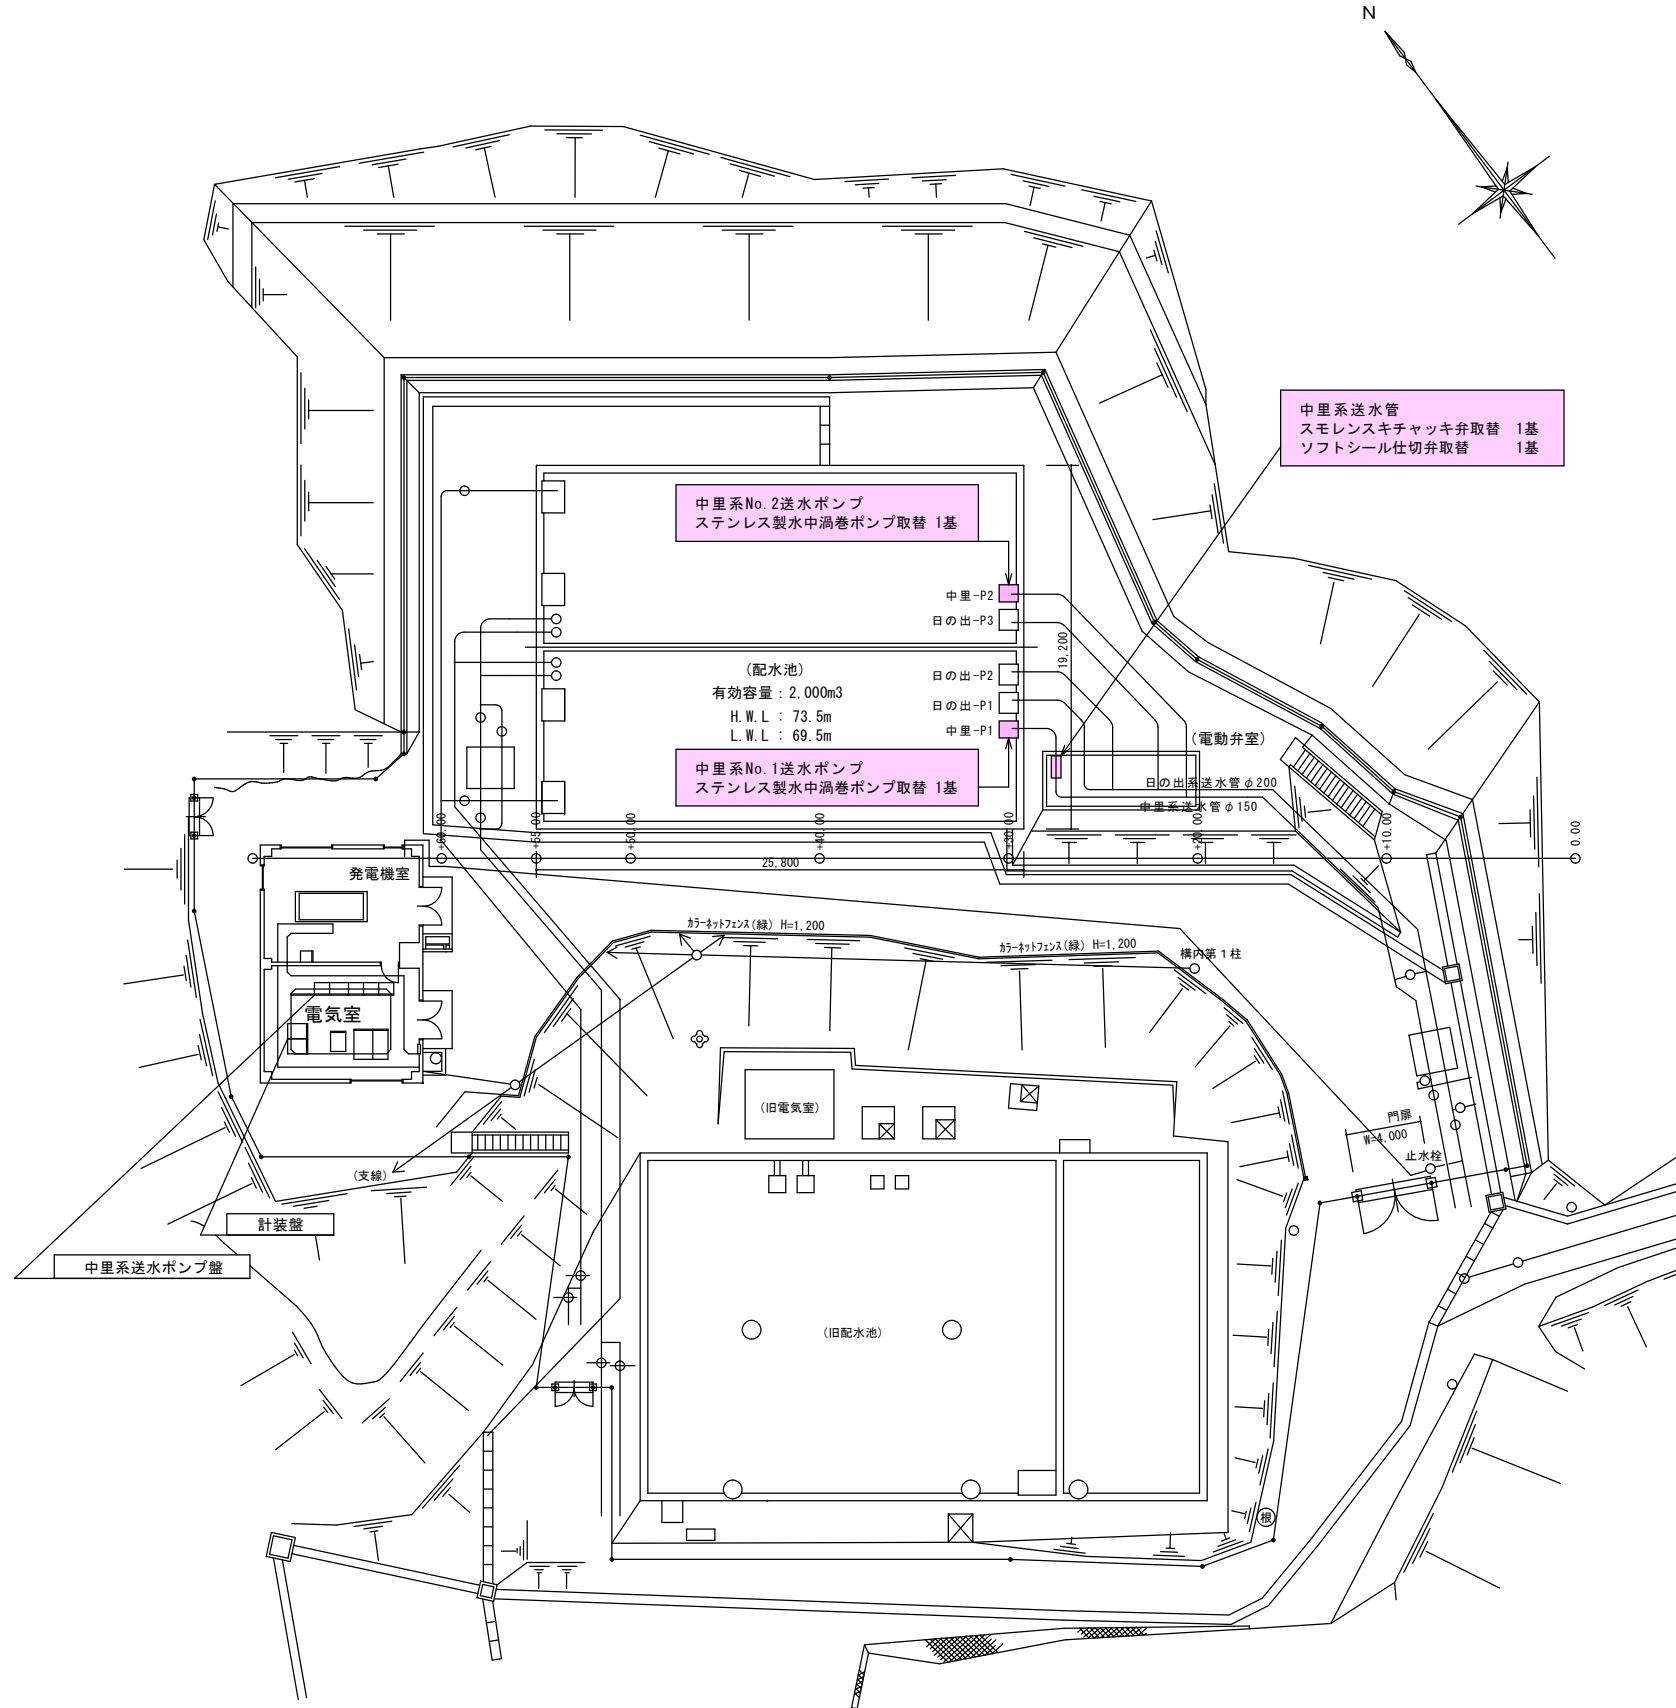 N
中里系送水管
スモレンスキチャッキ弁取替 1基
ソフトシール仕切弁取替 1基
中里系No.2送水ポンプ
ステンレス製水中渦巻ポンプ取替 1基
中里-P2
日の出-P3
19,200
(配水池)
有効容量：2,000m3
H.W.L : 73.5m
L.W.L : 69.5m
日の出-P2
日の出-P1
中里-P1
(電動弁室)
中里系No.1送水ポンプ
ステンレス製水中渦巻ポンプ取替 1基
日の出系送水管φ200
中里系送水管φ150
+60.00
+55.00
+50.00
+40.00
+30.00
+20.00
+10.00
0.00
25,800
発電機室
カラーネットフェンス(緑) H=1,200
カラーネットフェンス(緑) H=1,200
構内第1柱
電気室
(旧電気室)
門扉
W=4,000
止水栓
(支線)
計装盤
中里系送水ポンプ盤
(旧配水池)
根